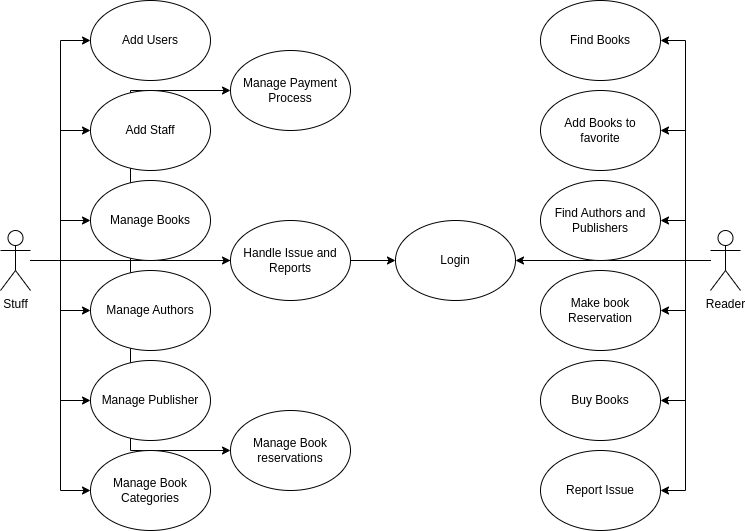 Add Users
Find Books
Manage Payment
Process
Add Staff
Add Books to
favorite
Manage Books
Find Authors and
Publishers
Handle Issue and
Reports
Login
Stuff
Reader
Manage Authors
Make book
Reservation
Manage Publisher
Buy Books
Manage Book
reservations
Manage Book
Categories
Report Issue